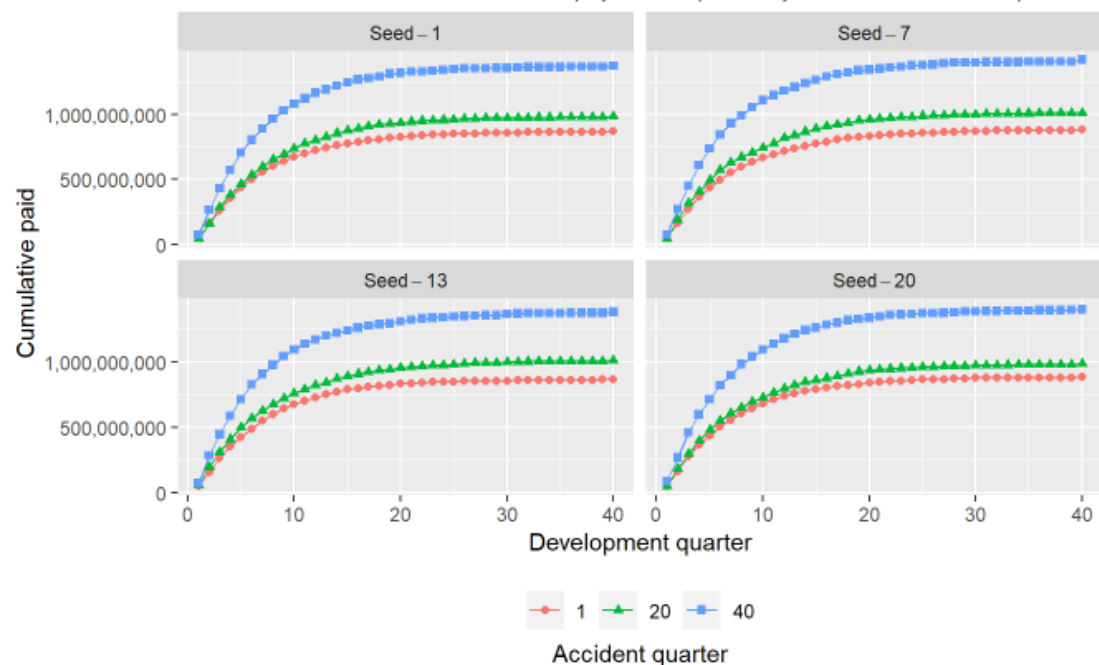 Seed – 1
Seed – 7
1,000,000,000
500,000,000
0
Seed – 13
Seed – 20
1,000,000,000
500,000,000
0
Cumulative paid
0 10 20 30 40 0 10 20 30 40
Development quarter
1 20 40
Accident quarter